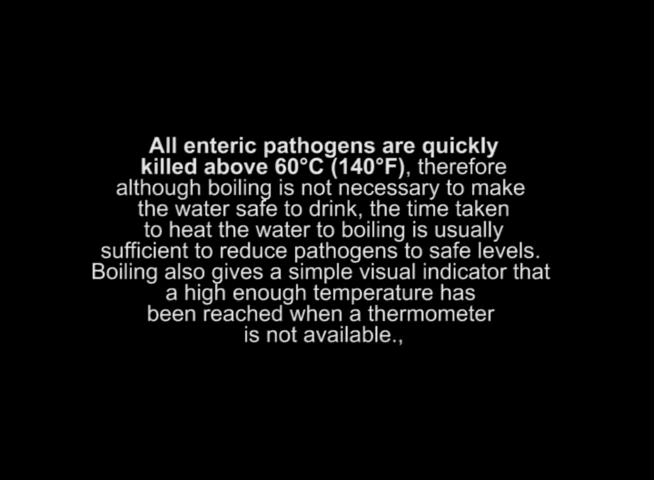 All enteric pathogens are quickly
killed above 60°C (140°F), therefore
although boiling is not necessary to make
the water safe to drink, the time taken
to heat the water to boiling is usually
sufficient to reduce pathogens to safe levels.
Boiling also gives a simple visual indicator that
a high enough temperature has
been reached when a thermometer
is not available.,